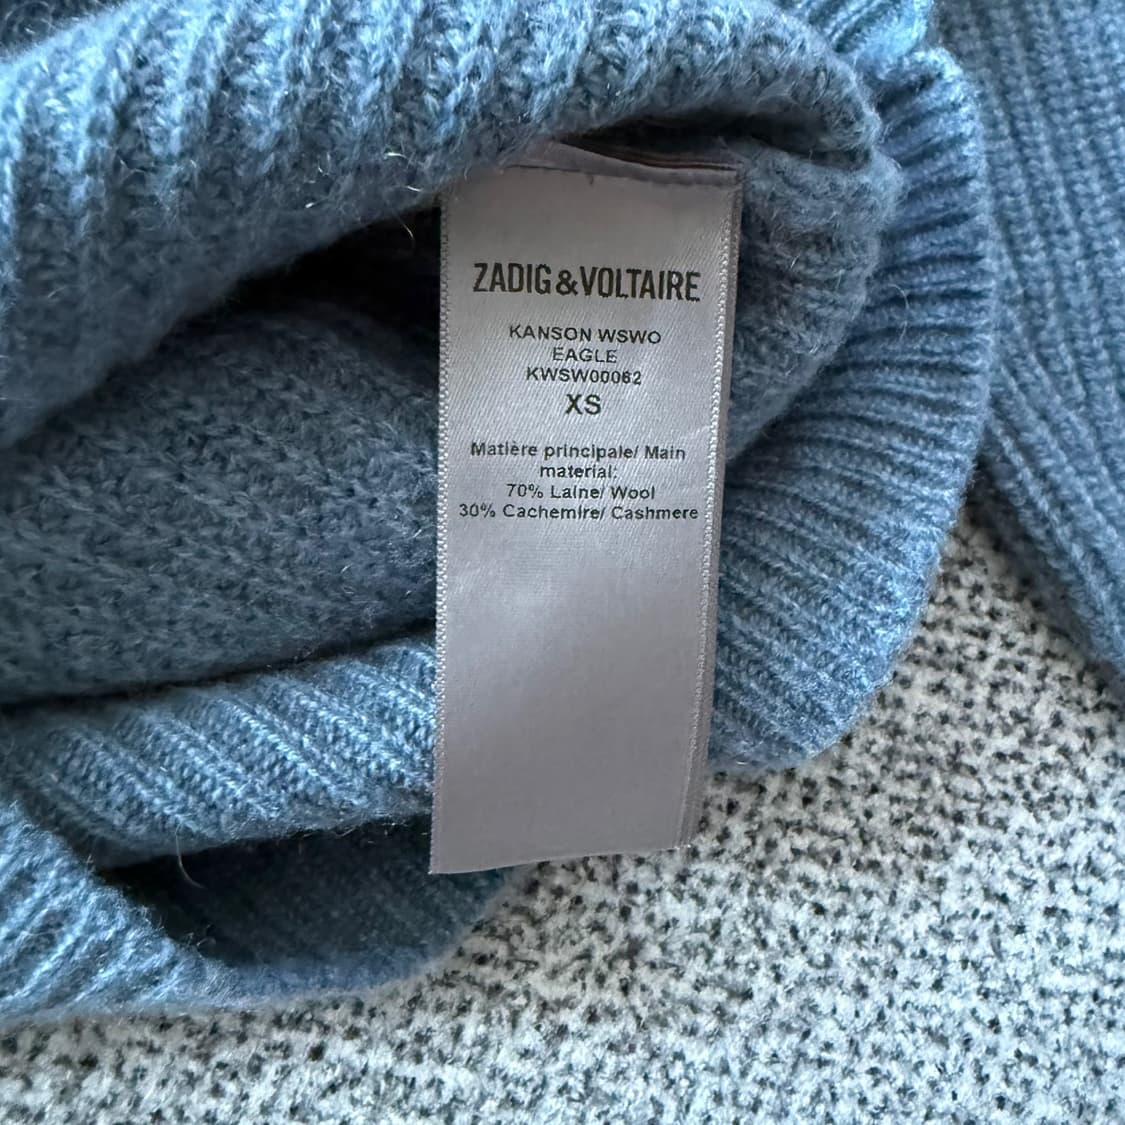 ZADIG&VOLTAIRE
KANSON WSWO
EAGLE
KWSW00062
XS
Matière principale/ Main
material:
70% Laine/ Wool
30% Cachemire/ Cashmere